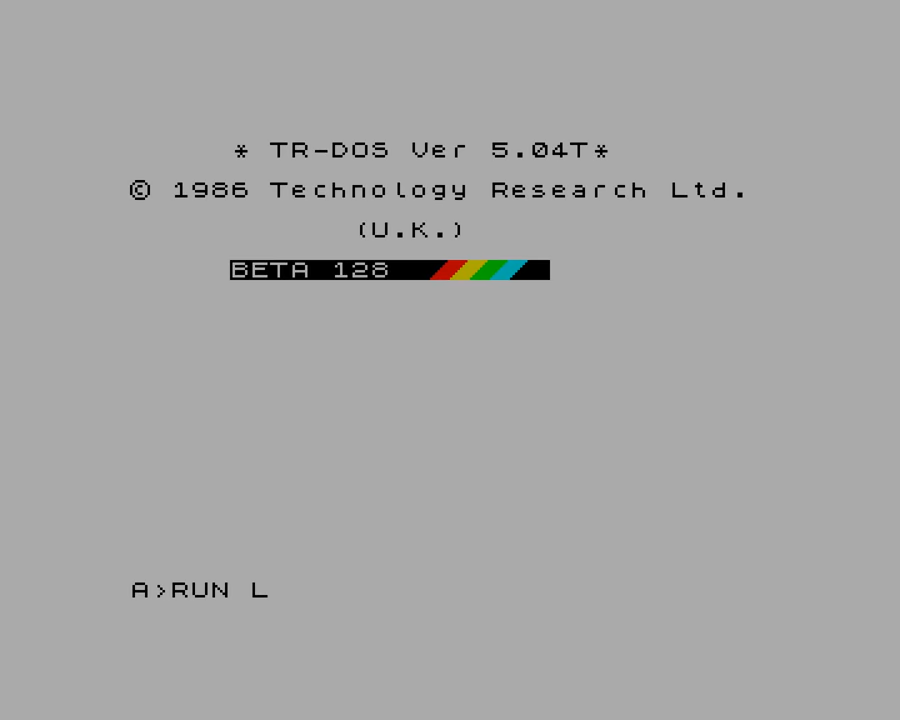 * TR-DOS Ver 5.04T*
© 1986 Technology Research Ltd.
(U.K.)
BETA 128
A>RUN L